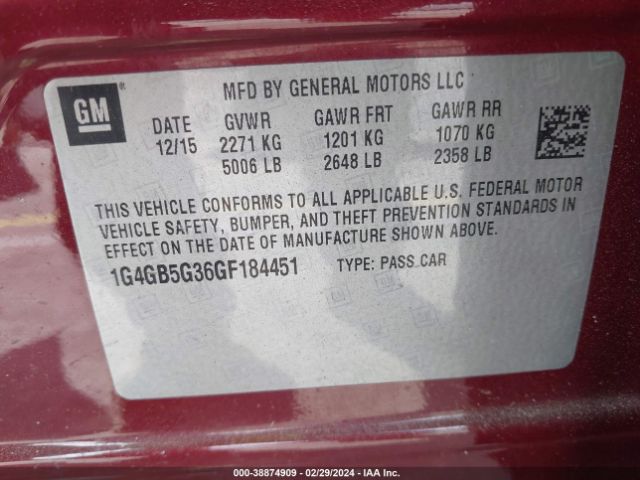 GM ®
MFD BY GENERAL MOTORS LLC
DATE GVWR GAWR FRT GAWR RR
12/15 2271 KG 1201 KG 1070 KG
5006 LB 2648 LB 2358 LB
THIS VEHICLE CONFORMS TO ALL APPLICABLE U.S. FEDERAL MOTOR
VEHICLE SAFETY, BUMPER, AND THEFT PREVENTION STANDARDS IN
EFFECT ON THE DATE OF MANUFACTURE SHOWN ABOVE.
1G4GB5G36GF184451 TYPE: PASS CAR
000-38874909 - 02/29/2024 - IAA Inc.